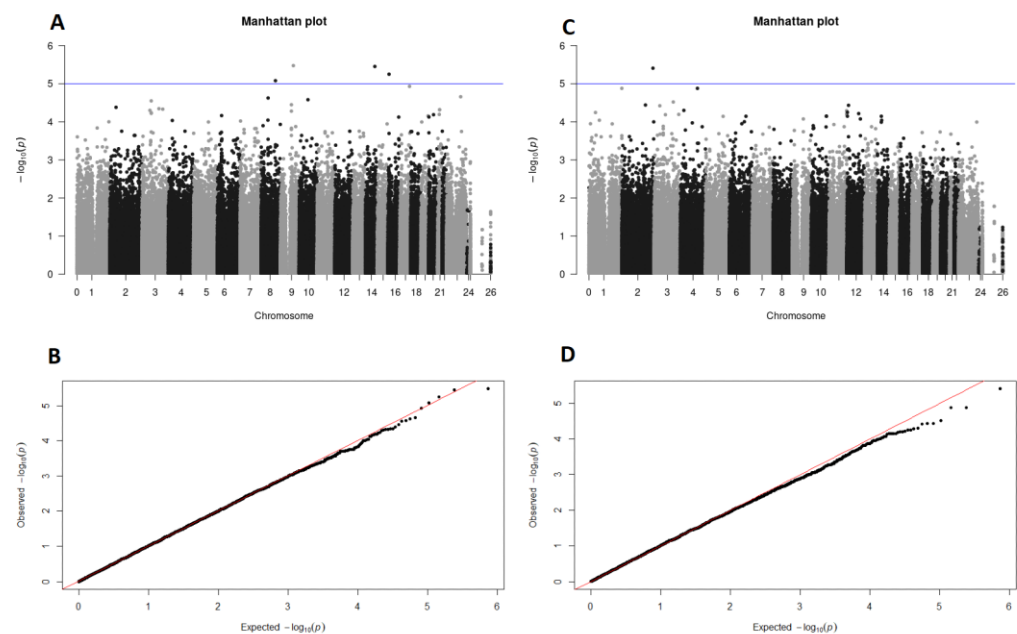 A
Manhattan plot
6
5
4
3
2
1
0
− log₁₀(p)
0 1 2 3 4 5 6 7 8 9 10 12 14 16 18 21 24 26
Chromosome
C
Manhattan plot
6
5
4
3
2
1
0
− log₁₀(p)
0 1 2 3 4 5 6 7 8 9 10 12 14 16 18 21 24 26
Chromosome
B
5
4
3
2
1
0
Observed −log₁₀(p)
0 1 2 3 4 5 6
Expected −log₁₀(p)
D
5
4
3
2
1
0
Observed −log₁₀(p)
0 1 2 3 4 5 6
Expected −log₁₀(p)